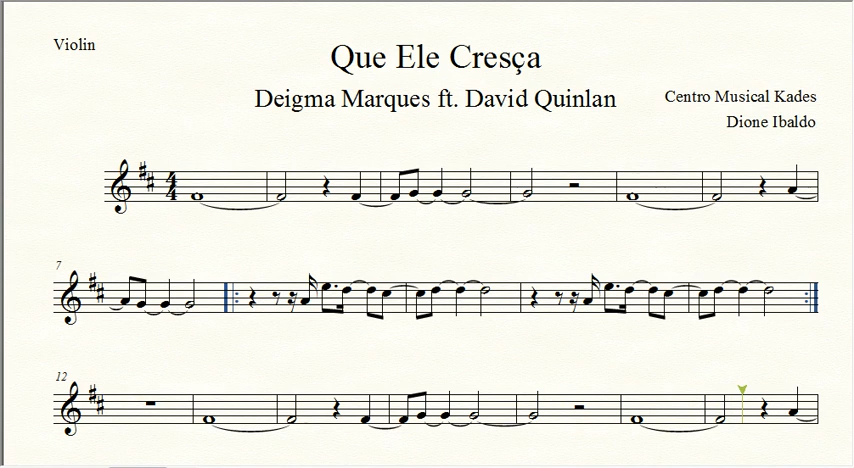 Violin
Que Ele Cresça
Deigma Marques ft. David Quinlan
Centro Musical Kades
Dione Ibaldo
4
4
7
12